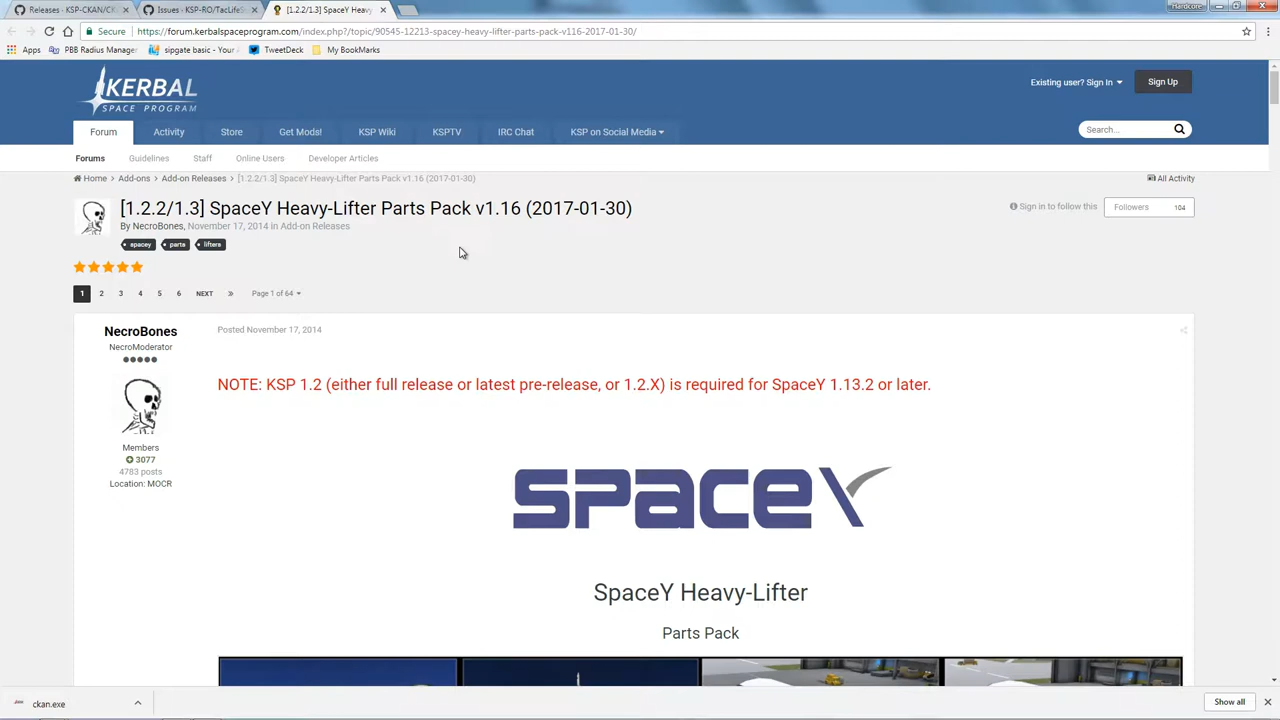 Releases - KSP-CKAN/C
Issues - KSP-RO/TacLifeS
[1.2.2/1.3] SpaceY Heavy
Hardcore
Secure
https://forum.kerbalspaceprogram.com/index.php?/topic/90545-12213-spacey-heavy-lifter-parts-pack-v116-2017-01-30/
Apps
PBB Radius Manager
sipgate basic - Your A
TweetDeck
My BookMarks
KERBAL
SPACE PROGRAM
Existing user? Sign In
Sign Up
Forum
Activity
Store
Get Mods!
KSP Wiki
KSPTV
IRC Chat
KSP on Social Media
Search...
Forums
Guidelines
Staff
Online Users
Developer Articles
Home > Add-ons > Add-on Releases > [1.2.2/1.3] SpaceY Heavy-Lifter Parts Pack v1.16 (2017-01-30)
All Activity
[1.2.2/1.3] SpaceY Heavy-Lifter Parts Pack v1.16 (2017-01-30)
Sign in to follow this
Followers 104
By NecroBones, November 17, 2014 in Add-on Releases
spacey
parts
lifters
1 2 3 4 5 6 NEXT » Page 1 of 64
NecroBones
NecroModerator
Members
3077
4783 posts
Location: MOCR
Posted November 17, 2014
NOTE: KSP 1.2 (either full release or latest pre-release, or 1.2.X) is required for SpaceY 1.13.2 or later.
SPACEY
SpaceY Heavy-Lifter
Parts Pack
ckan.exe
Show all